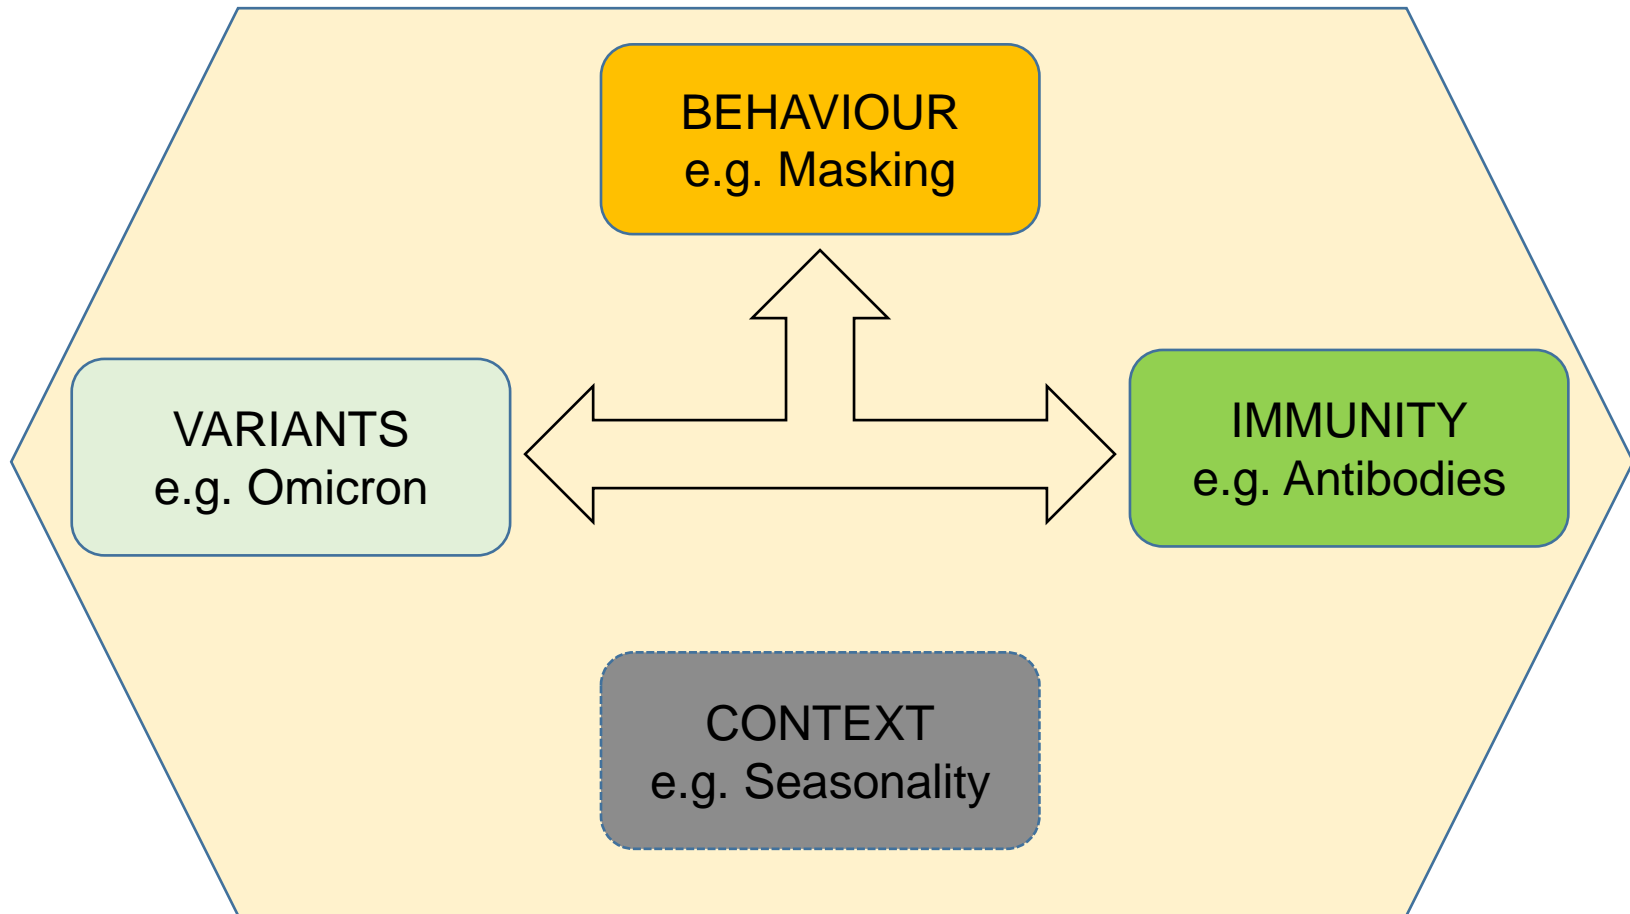 BEHAVIOUR
e.g. Masking
VARIANTS
e.g. Omicron
IMMUNITY
e.g. Antibodies
CONTEXT
e.g. Seasonality